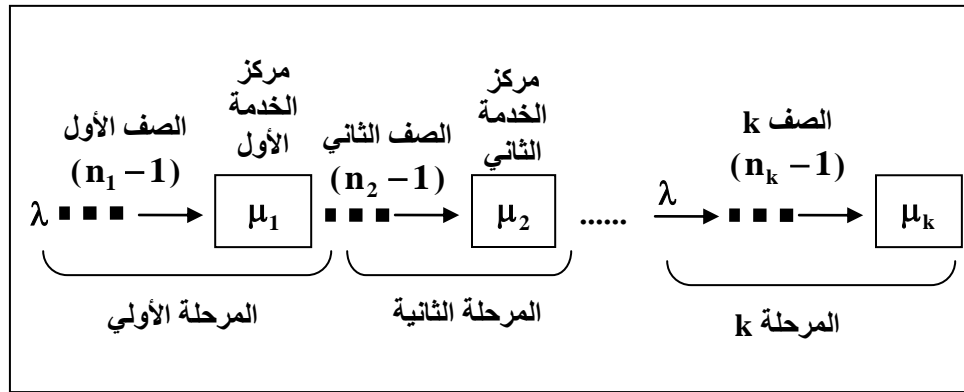 مركز
الخدمة
الأول
مركز
الخدمة
الثاني
الصف الأول
(n₁ − 1)
الصف الثاني
(n₂ − 1)
الصف k
(nₖ − 1)
λ ▪ ▪ ▪ → μ₁ ▪ ▪ ▪ → μ₂ ...... λ → ▪ ▪ ▪ → μₖ
المرحلة الأولي
المرحلة الثانية
المرحلة k